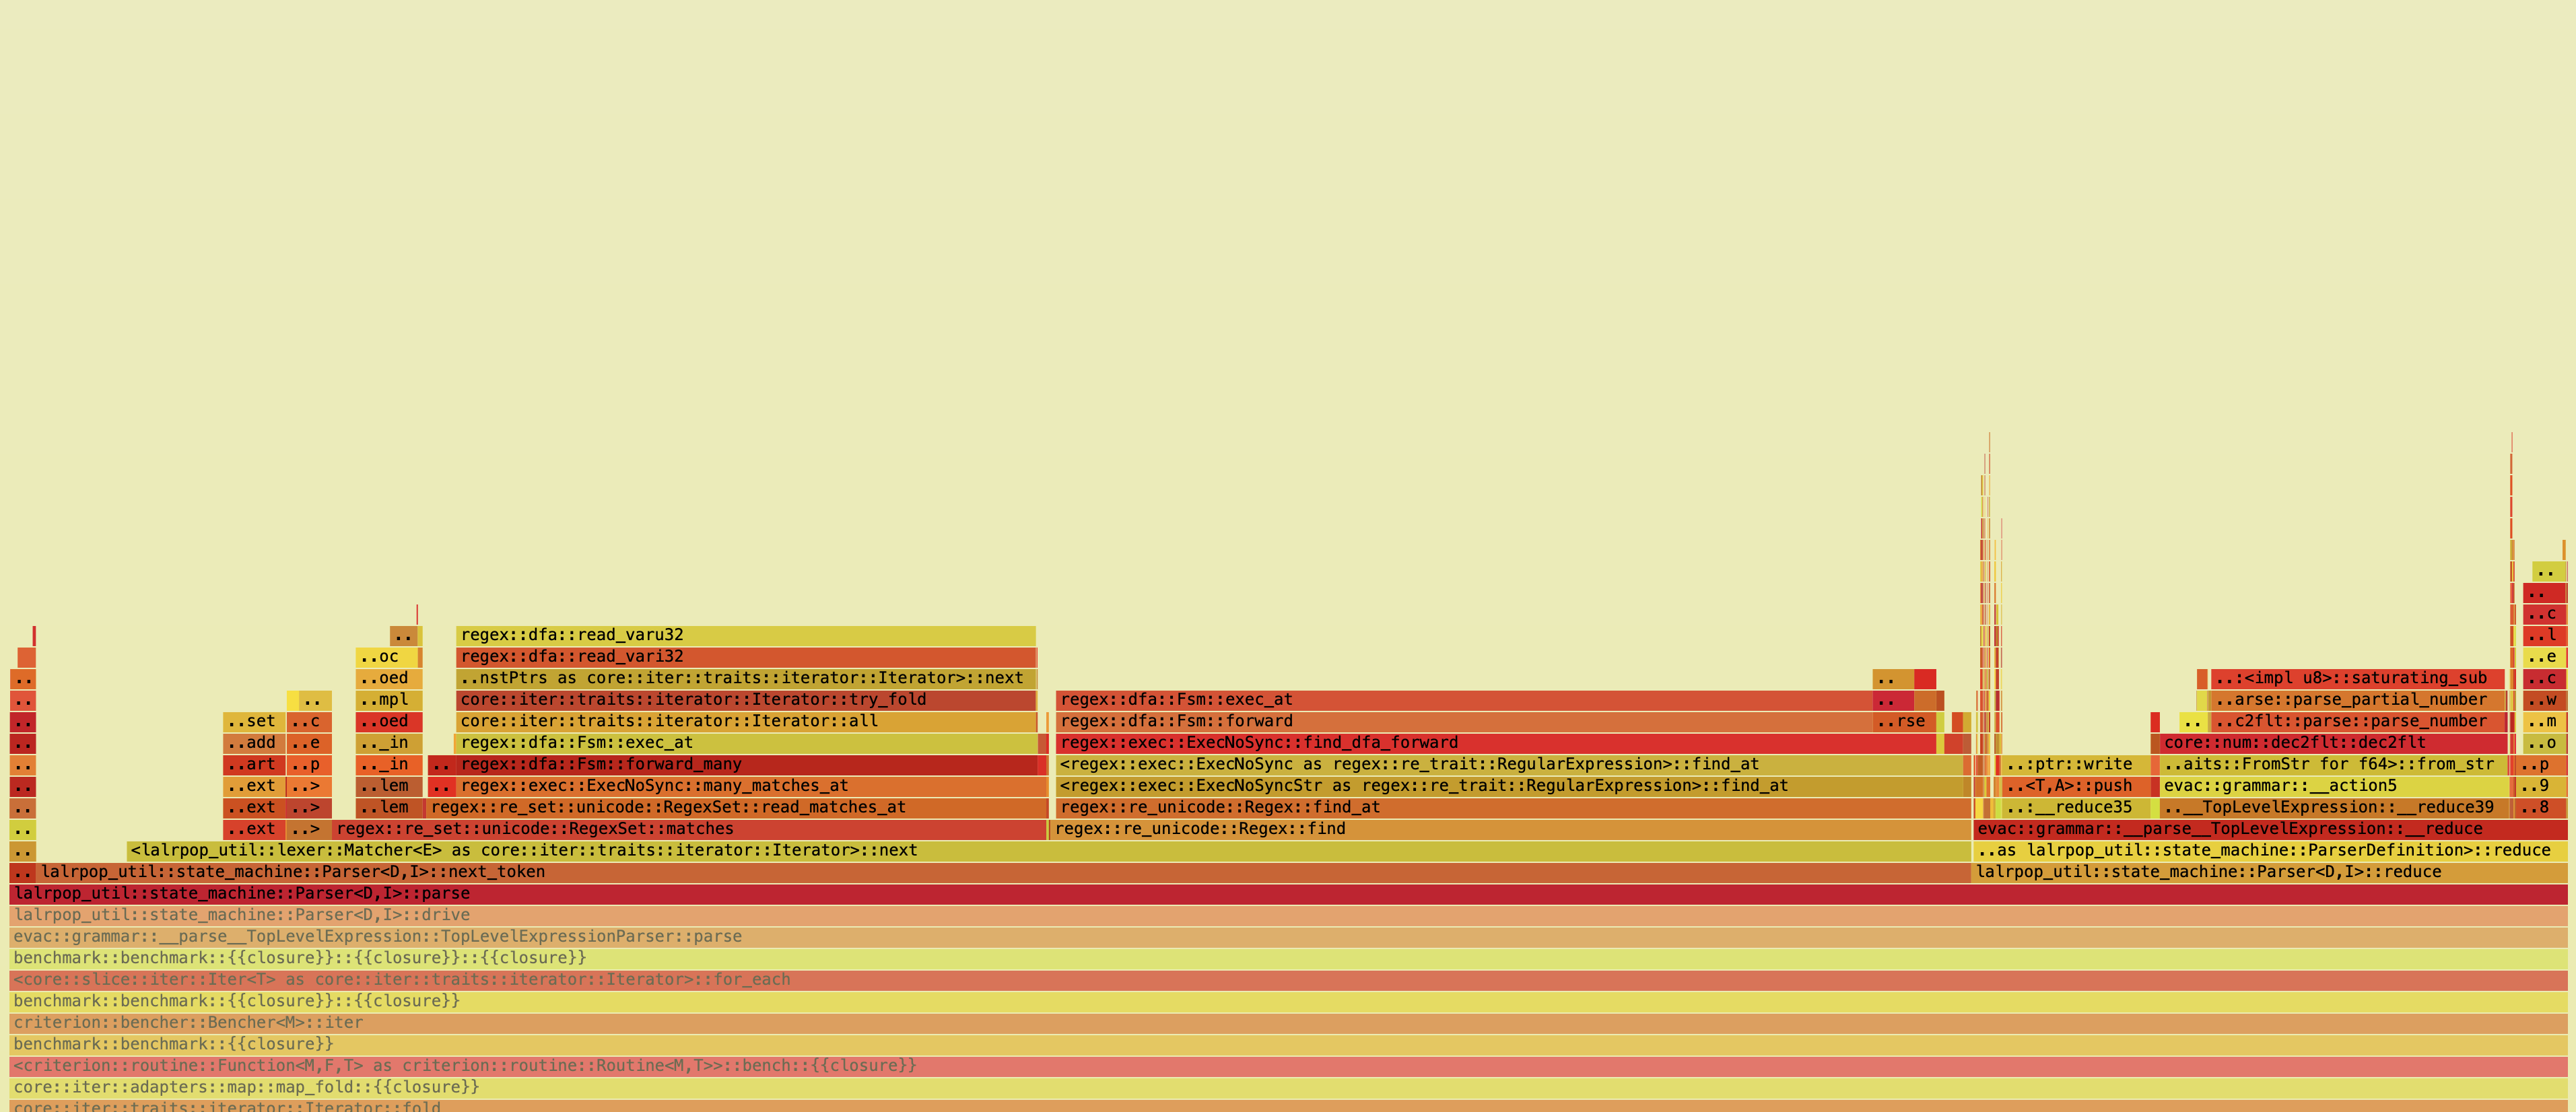 ..
regex::dfa::read_varu32
..l
..oc
regex::dfa::read_vari32
..e
..
..oed
..nstPtrs as core::iter::traits::iterator::Iterator>::next
..
..:<impl u8>::saturating_sub
..c
..
..
..mpl
core::iter::traits::iterator::Iterator::try_fold
regex::dfa::Fsm::exec_at
..
..arse::parse_partial_number
..w
..
..set
..c
..oed
core::iter::traits::iterator::Iterator::all
regex::dfa::Fsm::forward
..rse
..
..c2flt::parse::parse_number
..m
..
..add
..e
.._in
regex::dfa::Fsm::exec_at
regex::exec::ExecNoSync::find_dfa_forward
core::num::dec2flt::dec2flt
..o
..
..art
..p
.._in
..
regex::dfa::Fsm::forward_many
<regex::exec::ExecNoSync as regex::re_trait::RegularExpression>::find_at
..:ptr::write
..aits::FromStr for f64>::from_str
..p
..
..ext
..>
..lem
..
regex::exec::ExecNoSync::many_matches_at
<regex::exec::ExecNoSyncStr as regex::re_trait::RegularExpression>::find_at
..<T,A>::push
evac::grammar::__action5
..9
..
..ext
..>
..lem
regex::re_set::unicode::RegexSet::read_matches_at
regex::re_unicode::Regex::find_at
..:__reduce35
..__TopLevelExpression::__reduce39
..8
..
..ext
..>
regex::re_set::unicode::RegexSet::matches
regex::re_unicode::Regex::find
evac::grammar::__parse__TopLevelExpression::__reduce
..
<lalrpop_util::lexer::Matcher<E> as core::iter::traits::iterator::Iterator>::next
..as lalrpop_util::state_machine::ParserDefinition>::reduce
..
lalrpop_util::state_machine::Parser<D,I>::next_token
lalrpop_util::state_machine::Parser<D,I>::reduce
lalrpop_util::state_machine::Parser<D,I>::parse
lalrpop_util::state_machine::Parser<D,I>::drive
evac::grammar::__parse__TopLevelExpression::TopLevelExpressionParser::parse
benchmark::benchmark::{{closure}}::{{closure}}::{{closure}}
<core::slice::iter::Iter<T> as core::iter::traits::iterator::Iterator>::for_each
benchmark::benchmark::{{closure}}::{{closure}}
criterion::bencher::Bencher<M>::iter
benchmark::benchmark::{{closure}}
<criterion::routine::Function<M,F,T> as criterion::routine::Routine<M,T>>::bench::{{closure}}
core::iter::adapters::map::map_fold::{{closure}}
core::iter::traits::iterator::Iterator::fold